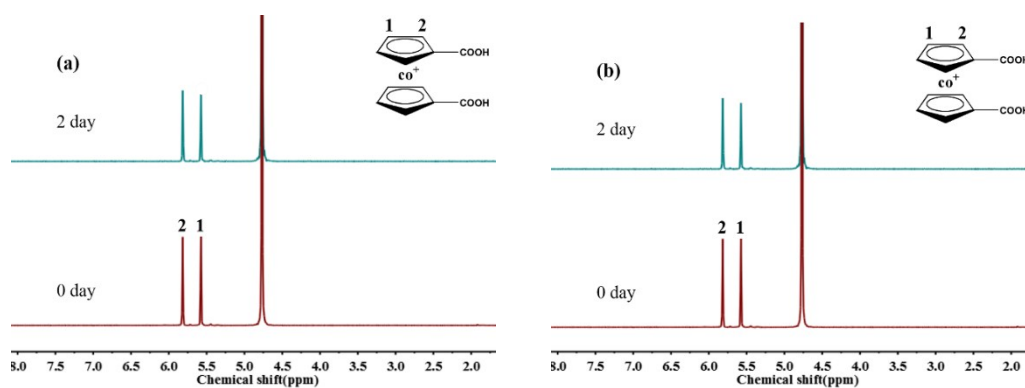 1 2
(a)
COOH
co+
COOH
2 day
2 1
0 day
8.0 7.5 7.0 6.5 6.0 5.5 5.0 4.5 4.0 3.5 3.0 2.5 2.0
Chemical shift(ppm)
1 2
(b)
COOH
co+
COOH
2 day
2 1
0 day
8.0 7.5 7.0 6.5 6.0 5.5 5.0 4.5 4.0 3.5 3.0 2.5 2.0
Chemical shift(ppm)